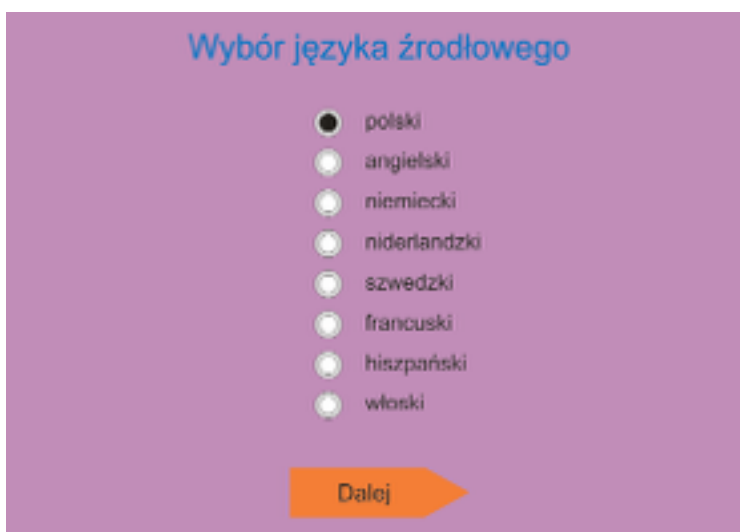 Wybór języka źrodłowego
polski
angielski
niemiecki
niderlandzki
szwedzki
francuski
hiszpański
włoski
Dalej